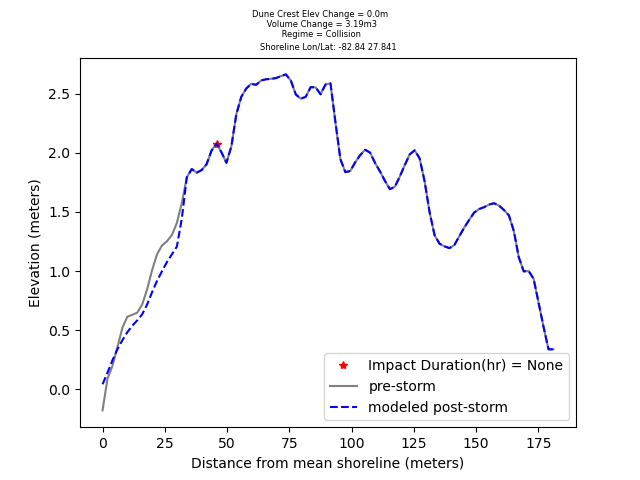 Dune Crest Elev Change = 0.0m
Volume Change = 3.19m3
Regime = Collision
Shoreline Lon/Lat: -82.84 27.841
2.5
2.0
1.5
1.0
0.5
0.0
Elevation (meters)
Impact Duration(hr) = None
pre-storm
modeled post-storm
0 25 50 75 100 125 150 175
Distance from mean shoreline (meters)